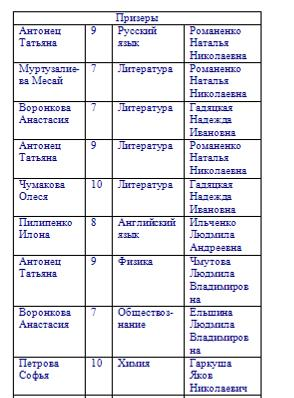 Призеры
Антонец 9 Русский Романенко
Татьяна язык Наталья
Николаевна
Муртузалие- 7 Литература Романенко
ва Месай Наталья
Николаевна
Воронкова 7 Литература Гадяцкая
Анастасия Надежда
Ивановна
Антонец 9 Литература Романенко
Татьяна Наталья
Николаевна
Чумакова 10 Литература Гадяцкая
Олеся Надежда
Ивановна
Пилипенко 8 Английский Ильченко
Илона язык Людмила
Андреевна
Антонец 9 Физика Чмутова
Татьяна Людмила
Владимиров
на
Воронкова 7 Обществоз- Ельшина
Анастасия нание Людмила
Владимиров
на
Петрова 10 Химия Гаркуша
Софья Яков
Николаевич